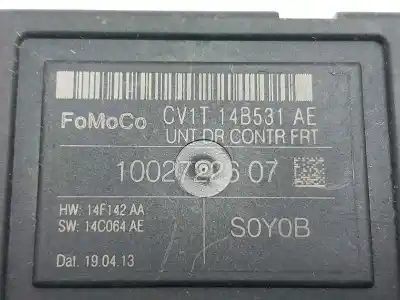 FoMoCo CV1T 14B531 AE
UNT DR CONTR FRT
HW: 14F142 AA
SW: 14C064 AE
S0Y0B
Dat. 19.04.13